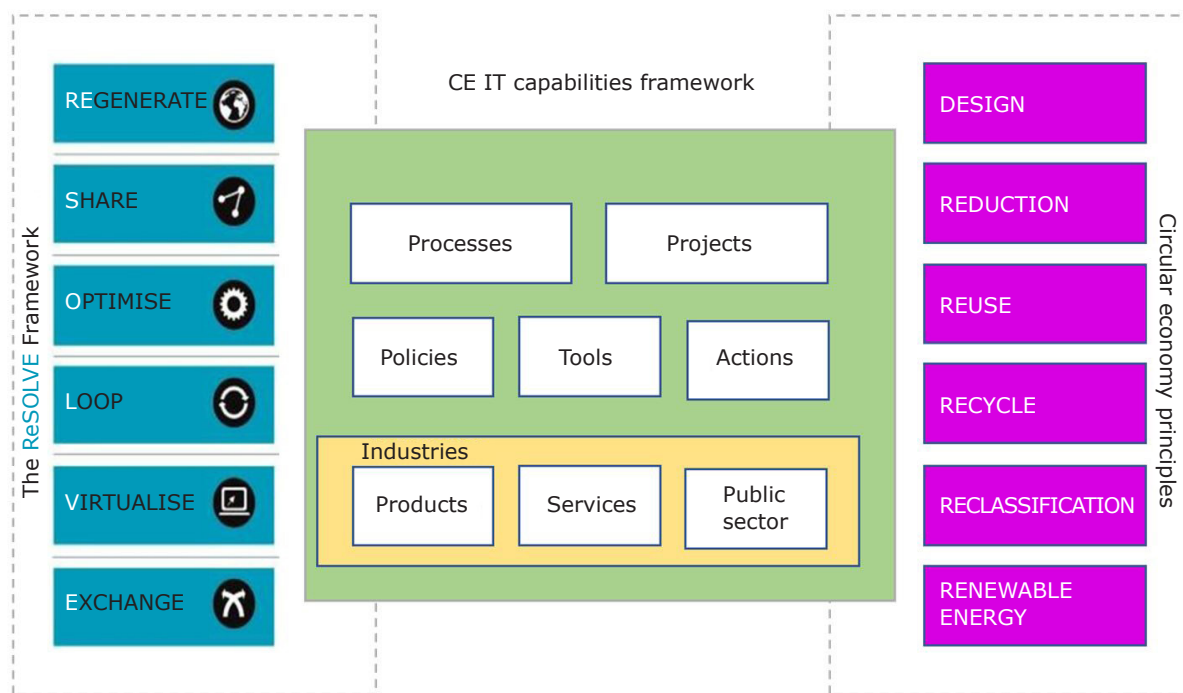 CE IT capabilities framework
The ReSOLVE Framework
REGENERATE
SHARE
OPTIMISE
LOOP
VIRTUALISE
EXCHANGE
Processes
Projects
Policies
Tools
Actions
Industries
Products
Services
Public
sector
DESIGN
REDUCTION
REUSE
RECYCLE
RECLASSIFICATION
RENEWABLE
ENERGY
Circular economy principles